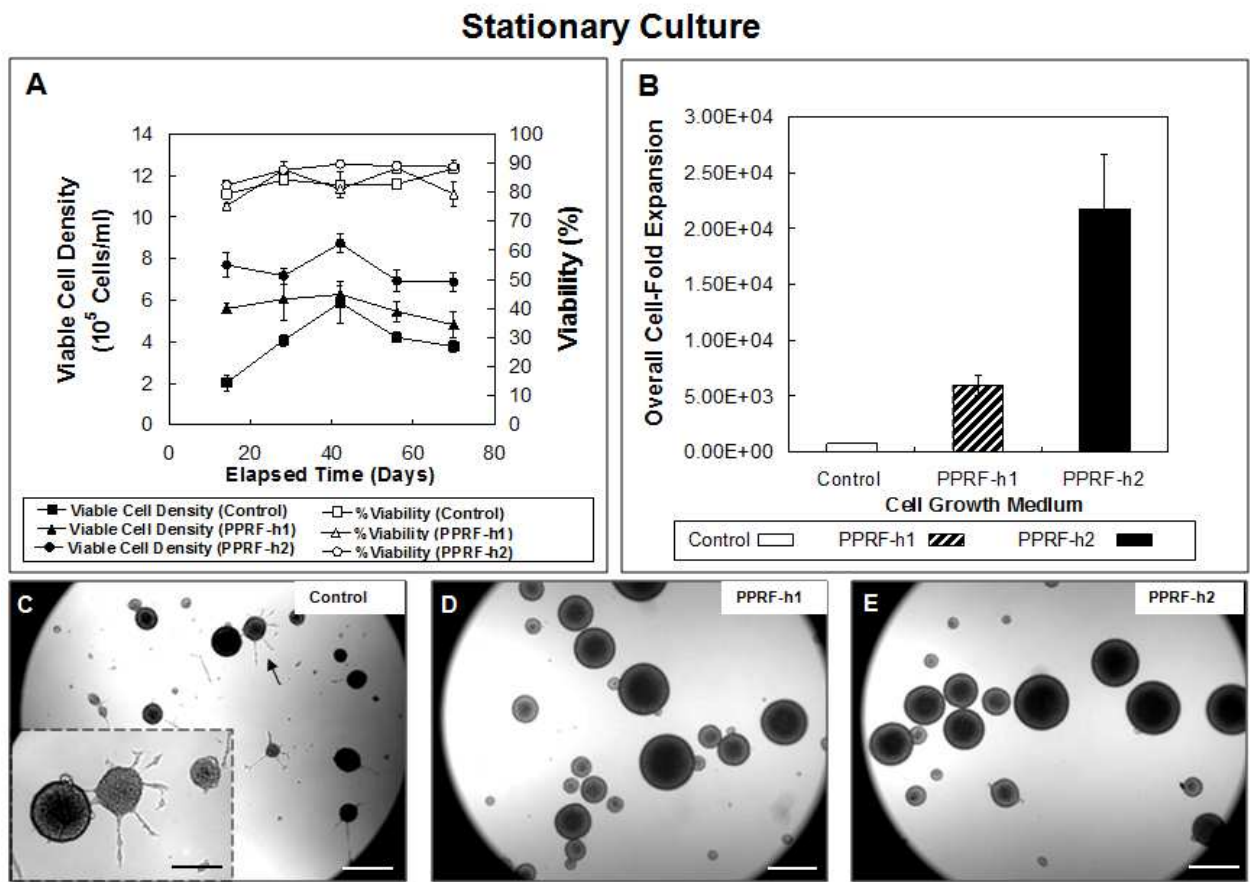 Stationary Culture
A
Viable Cell Density
(10⁵ Cells/ml)
14
12
10
8
6
4
2
0
100
90
80
70
60
50
40
30
20
10
0
Viability (%)
0 20 40 60 80
Elapsed Time (Days)
Viable Cell Density (Control)
Viable Cell Density (PPRF-h1)
Viable Cell Density (PPRF-h2)
%Viability (Control)
%Viability (PPRF-h1)
%Viability (PPRF-h2)
B
Overall Cell-Fold Expansion
3.00E+04
2.50E+04
2.00E+04
1.50E+04
1.00E+04
5.00E+03
0.00E+00
Control PPRF-h1 PPRF-h2
Cell Growth Medium
Control PPRF-h1 PPRF-h2
C Control
D PPRF-h1
E PPRF-h2